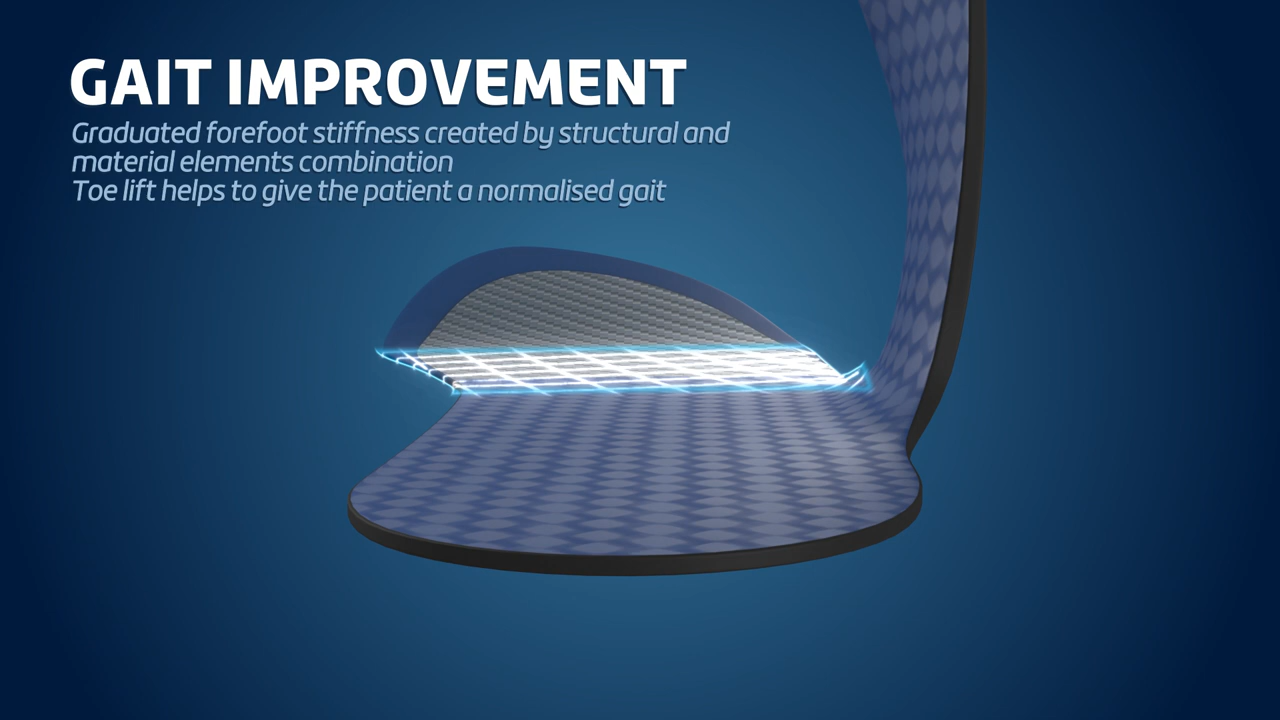 GAIT IMPROVEMENT
Graduated forefoot stiffness created by structural and
material elements combination
Toe lift helps to give the patient a normalised gait